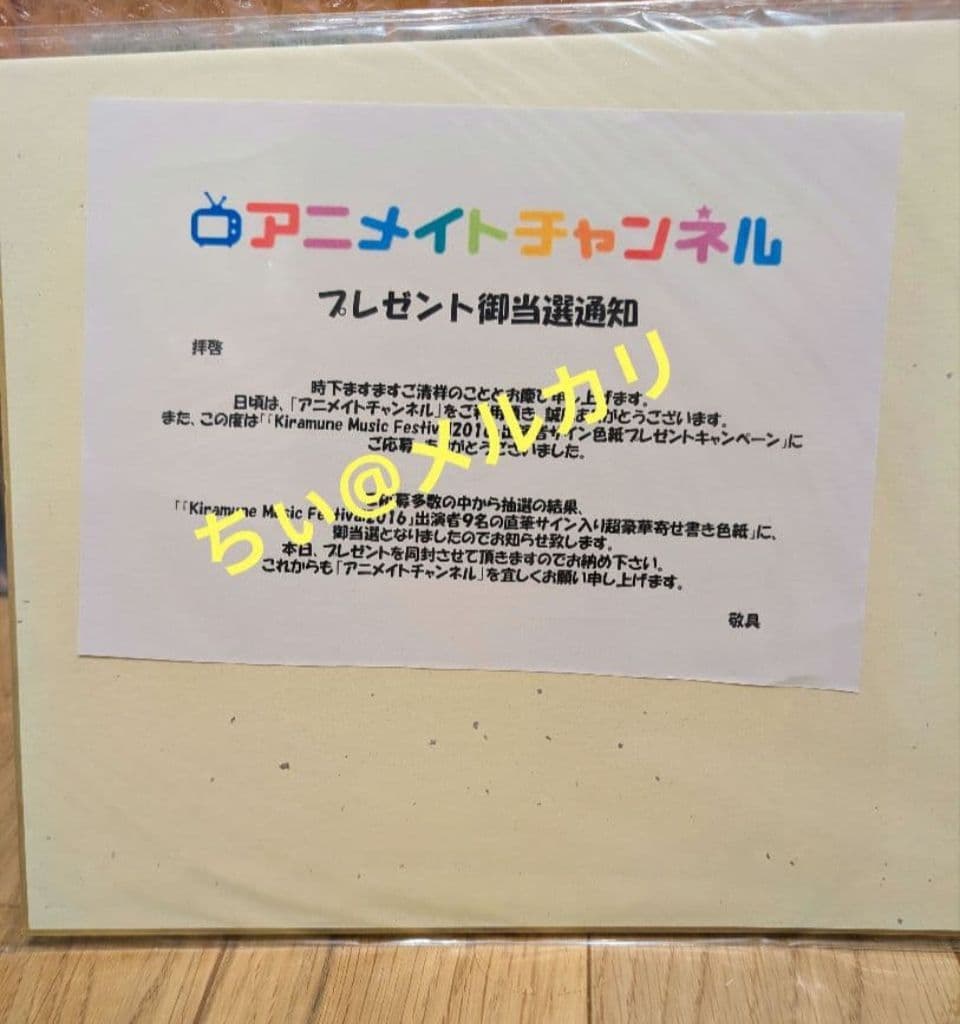 アニメイトチャンネル
プレゼント御当選通知
拝啓
時下ますますご清祥のこととお慶び申し上げます。
日頃は、「アニメイトチャンネル」をご利用頂き、誠にありがとうございます。
また、この度は「「Kiramune Music Festival2016」出演者サイン色紙プレゼントキャンペーン」に
ご応募ありがとうございました。
応募多数の中から抽選の結果、
「「Kiramune Music Festival2016」出演者9名の直筆サイン入り超豪華寄せ書き色紙」に、
御当選となりましたのでお知らせ致します。
本日、プレゼントを同封させて頂きますのでお納め下さい。
これからも「アニメイトチャンネル」を宜しくお願い申し上げます。
敬具
ちぃ@メルカリ